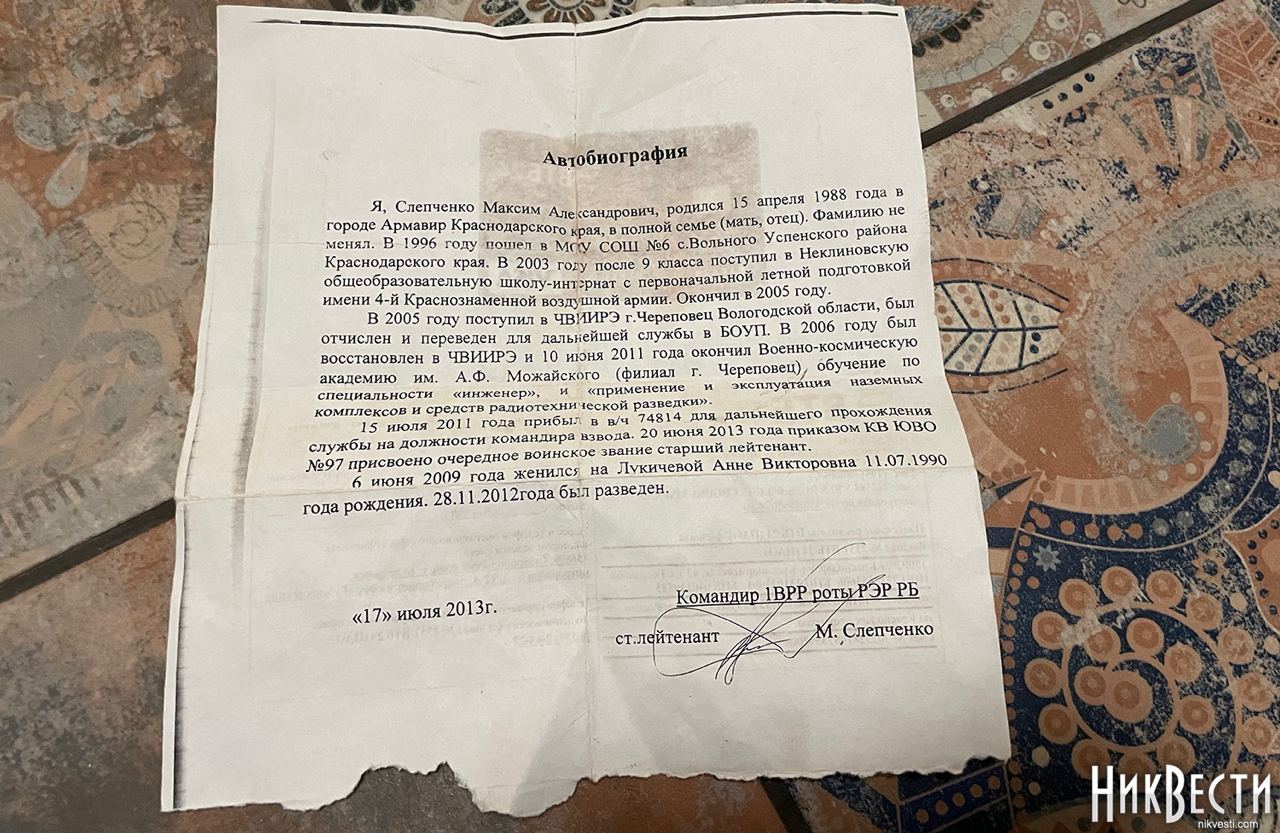 Автобиография
Я, Слепченко Максим Александрович, родился 15 апреля 1988 года в
городе Армавир Краснодарского края, в полной семье (мать, отец). Фамилию не
менял. В 1996 году пошел в МОУ СОШ №6 с.Вольного Успенского района
Краснодарского края. В 2003 году после 9 класса поступил в Неклиновскую
общеобразовательную школу-интернат с первоначальной летной подготовкой
имени 4-й Краснознаменной воздушной армии. Окончил в 2005 году.
В 2005 году поступил в ЧВИИРЭ г.Череповец Вологодской области, был
отчислен и переведен для дальнейшей службы в БОУП. В 2006 году был
восстановлен в ЧВИИРЭ и 10 июня 2011 года окончил Военно-космическую
академию им. А.Ф. Можайского (филиал г. Череповец) обучение по
специальности «инженер», и «применение и эксплуатация наземных
комплексов и средств радиотехнической разведки».
15 июля 2011 года прибыл в в/ч 74814 для дальнейшего прохождения
службы на должности командира взвода. 20 июня 2013 года приказом КВ ЮВО
№97 присвоено очередное воинское звание старший лейтенант.
6 июня 2009 года женился на Лукичевой Анне Викторовна 11.07.1990
года рождения. 28.11.2012года был разведен.
«17» июля 2013г.
Командир 1ВРР роты РЭР РБ
ст.лейтенант М. Слепченко
НикВести
nikvesti.com